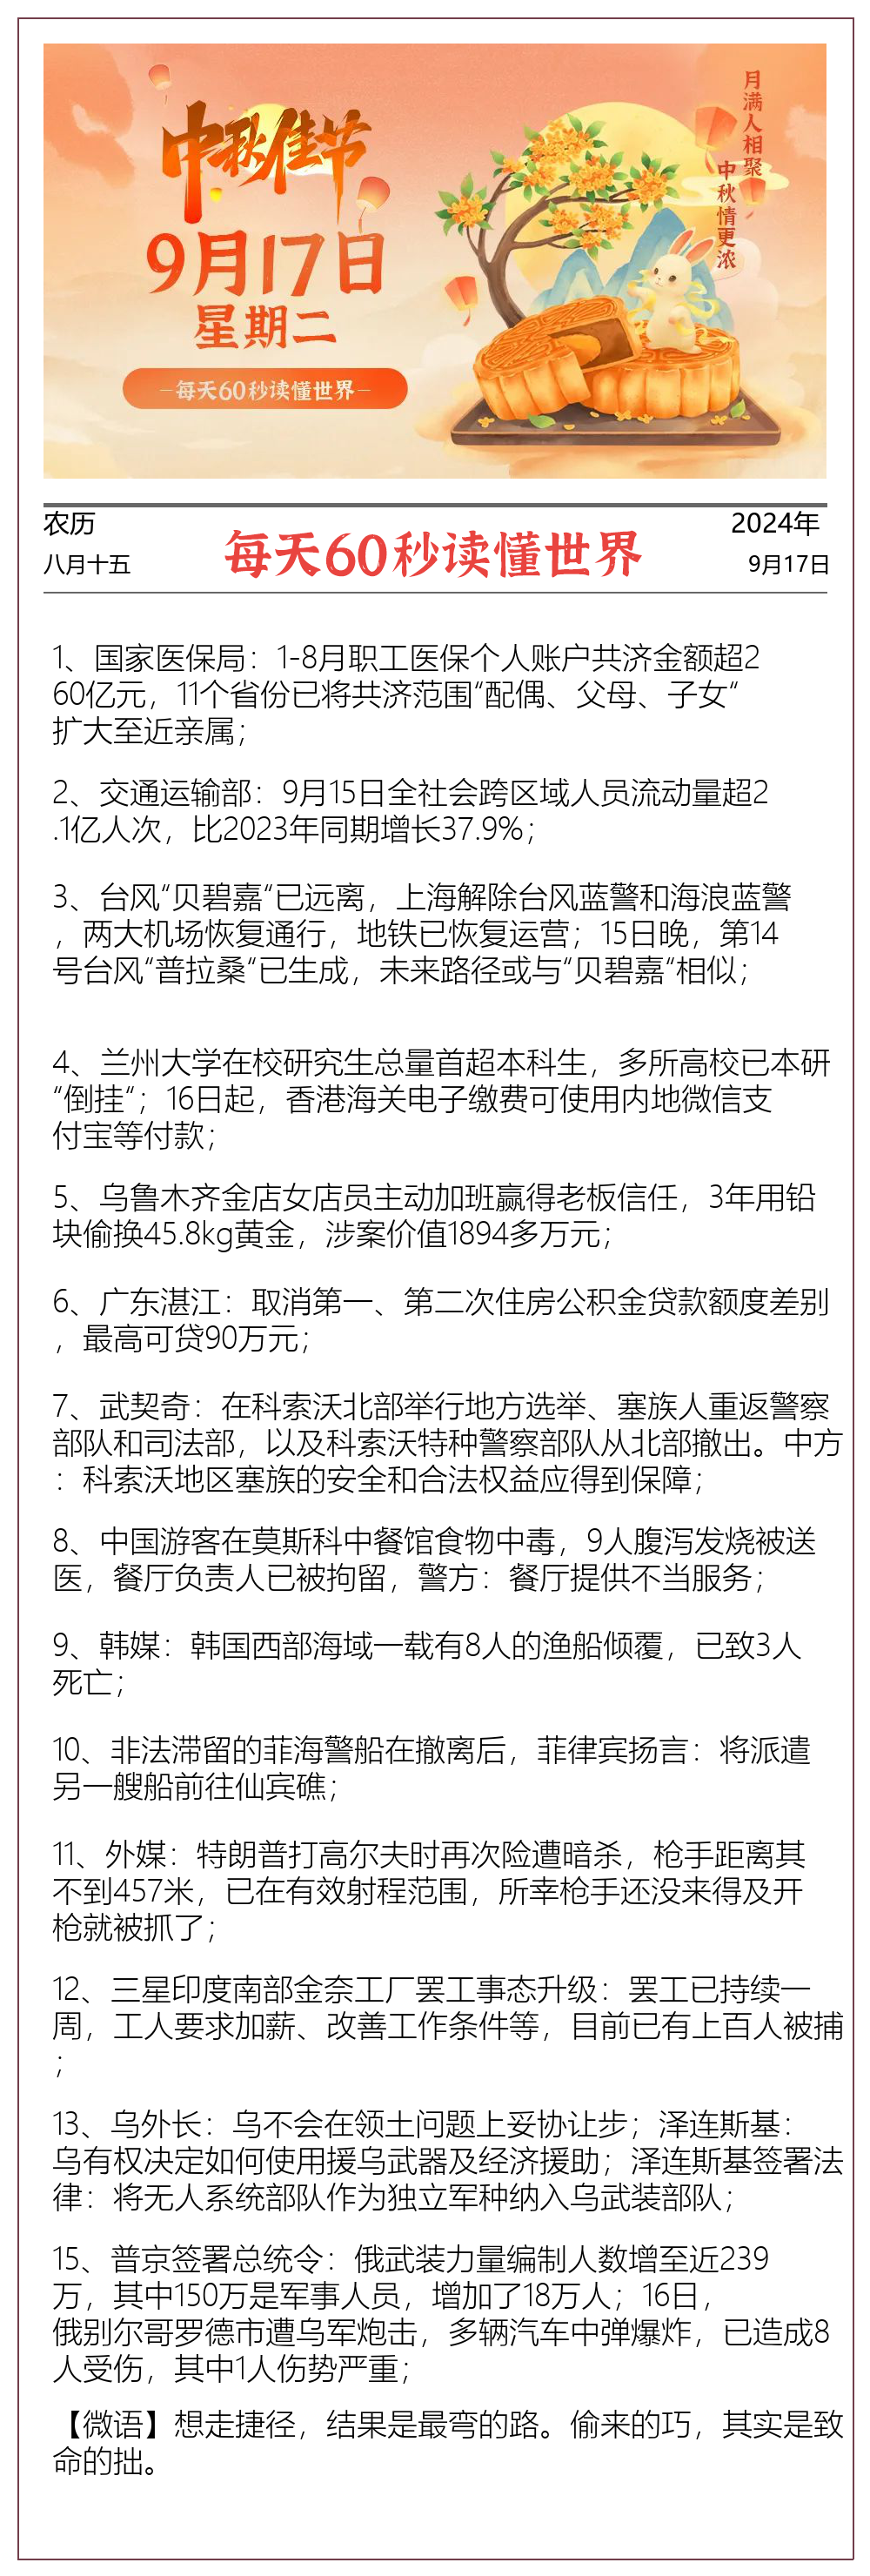 中秋佳节
9月17日
星期二
—每天60秒读懂世界—
月满人相聚
中秋情更浓
农历
八月十五
每天60秒读懂世界
2024年
9月17日
1、国家医保局：1-8月职工医保个人账户共济金额超2
60亿元，11个省份已将共济范围“配偶、父母、子女“
扩大至近亲属；
2、交通运输部：9月15日全社会跨区域人员流动量超2
.1亿人次，比2023年同期增长37.9%；
3、台风“贝碧嘉“已远离，上海解除台风蓝警和海浪蓝警
，两大机场恢复通行，地铁已恢复运营；15日晚，第14
号台风“普拉桑“已生成，未来路径或与“贝碧嘉“相似；
4、兰州大学在校研究生总量首超本科生，多所高校已本研
“倒挂“；16日起，香港海关电子缴费可使用内地微信支
付宝等付款；
5、乌鲁木齐金店女店员主动加班赢得老板信任，3年用铅
块偷换45.8kg黄金，涉案价值1894多万元；
6、广东湛江：取消第一、第二次住房公积金贷款额度差别
，最高可贷90万元；
7、武契奇：在科索沃北部举行地方选举、塞族人重返警察
部队和司法部，以及科索沃特种警察部队从北部撤出。中方
：科索沃地区塞族的安全和合法权益应得到保障；
8、中国游客在莫斯科中餐馆食物中毒，9人腹泻发烧被送
医，餐厅负责人已被拘留，警方：餐厅提供不当服务；
9、韩媒：韩国西部海域一载有8人的渔船倾覆，已致3人
死亡；
10、非法滞留的菲海警船在撤离后，菲律宾扬言：将派遣
另一艘船前往仙宾礁；
11、外媒：特朗普打高尔夫时再次险遭暗杀，枪手距离其
不到457米，已在有效射程范围，所幸枪手还没来得及开
枪就被抓了；
12、三星印度南部金奈工厂罢工事态升级：罢工已持续一
周，工人要求加薪、改善工作条件等，目前已有上百人被捕
；
13、乌外长：乌不会在领土问题上妥协让步；泽连斯基：
乌有权决定如何使用援乌武器及经济援助；泽连斯基签署法
律：将无人系统部队作为独立军种纳入乌武装部队；
15、普京签署总统令：俄武装力量编制人数增至近239
万，其中150万是军事人员，增加了18万人；16日，
俄别尔哥罗德市遭乌军炮击，多辆汽车中弹爆炸，已造成8
人受伤，其中1人伤势严重；
【微语】想走捷径，结果是最弯的路。偷来的巧，其实是致
命的拙。